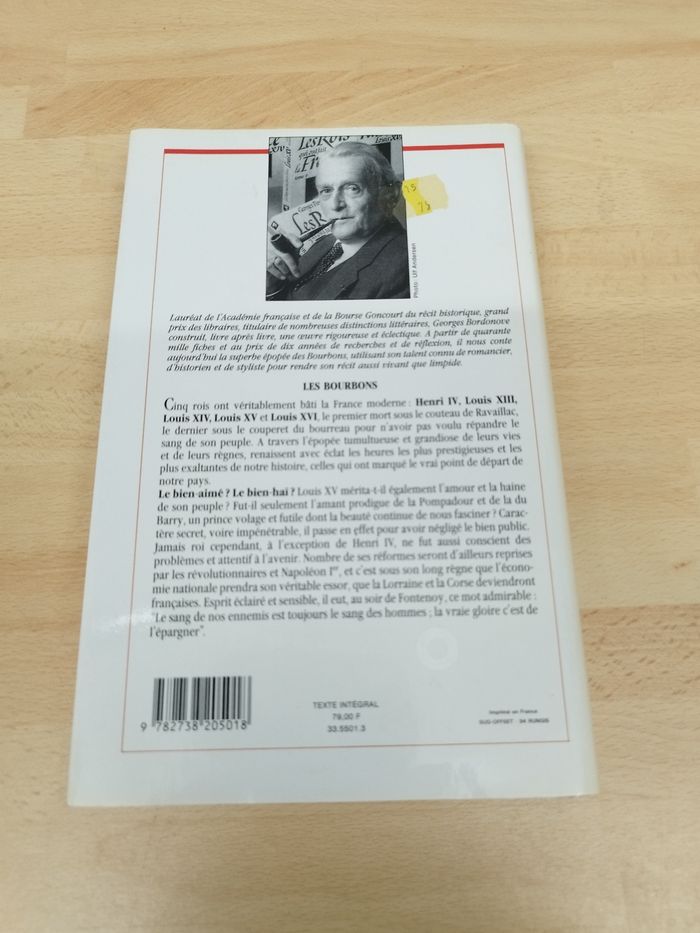 Les Rois
qui ont fait
la Fr
Louis XV
XIV
Les R
15
75
Photo : Ulf Andersen
Lauréat de l'Académie française et de la Bourse Goncourt du récit historique, grand
prix des libraires, titulaire de nombreuses distinctions littéraires, Georges Bordonove
construit, livre après livre, une œuvre rigoureuse et éclectique. A partir de quarante
mille fiches et au prix de dix années de recherches et de réflexion, il nous conte
aujourd'hui la superbe épopée des Bourbons, utilisant son talent connu de romancier,
d'historien et de styliste pour rendre son récit aussi vivant que limpide.
LES BOURBONS
Cinq rois ont véritablement bâti la France moderne : Henri IV, Louis XIII,
Louis XIV, Louis XV et Louis XVI, le premier mort sous le couteau de Ravaillac,
le dernier sous le couperet du bourreau pour n'avoir pas voulu répandre le
sang de son peuple. A travers l'épopée tumultueuse et grandiose de leurs vies
et de leurs règnes, renaissent avec éclat les heures les plus prestigieuses et les
plus exaltantes de notre histoire, celles qui ont marqué le vrai point de départ de
notre pays.
Le bien-aimé ? Le bien-haï ? Louis XV mérita-t-il également l'amour et la haine
de son peuple ? Fut-il seulement l'amant prodigue de la Pompadour et de la du
Barry, un prince volage et futile dont la beauté continue de nous fasciner ? Carac-
tère secret, voire impénétrable, il passe en effet pour avoir négligé le bien public.
Jamais roi cependant, à l'exception de Henri IV, ne fut aussi conscient des
problèmes et attentif à l'avenir. Nombre de ses réformes seront d'ailleurs reprises
par les révolutionnaires et Napoléon Ier, et c'est sous son long règne que l'écono-
mie nationale prendra son véritable essor, que la Lorraine et la Corse deviendront
françaises. Esprit éclairé et sensible, il eut, au soir de Fontenoy, ce mot admirable :
"Le sang de nos ennemis est toujours le sang des hommes ; la vraie gloire c'est de
l'épargner".
9 782738 205018
TEXTE INTÉGRAL
79,00 F
33.5501.3
Imprimé en France
SUD-OFFSET - 94 RUNGIS